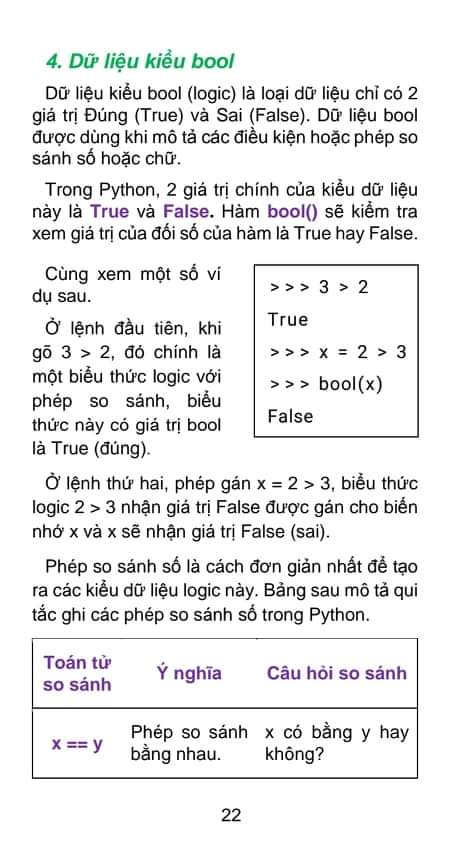 4. Dữ liệu kiểu bool
Dữ liệu kiểu bool (logic) là loại dữ liệu chỉ có 2
giá trị Đúng (True) và Sai (False). Dữ liệu bool
được dùng khi mô tả các điều kiện hoặc phép so
sánh số hoặc chữ.
Trong Python, 2 giá trị chính của kiểu dữ liệu
này là True và False. Hàm bool() sẽ kiểm tra
xem giá trị của đối số của hàm là True hay False.
Cùng xem một số ví
dụ sau.
Ở lệnh đầu tiên, khi
gõ 3 > 2, đó chính là
một biểu thức logic với
phép so sánh, biểu
thức này có giá trị bool
là True (đúng).
>>> 3 > 2
True
>>> x = 2 > 3
>>> bool(x)
False
Ở lệnh thứ hai, phép gán x = 2 > 3, biểu thức
logic 2 > 3 nhận giá trị False được gán cho biến
nhớ x và x sẽ nhận giá trị False (sai).
Phép so sánh số là cách đơn giản nhất để tạo
ra các kiểu dữ liệu logic này. Bảng sau mô tả qui
tắc ghi các phép so sánh số trong Python.
Toán tử
so sánh
Ý nghĩa
Câu hỏi so sánh
x == y
Phép so sánh
bằng nhau.
x có bằng y hay
không?
22